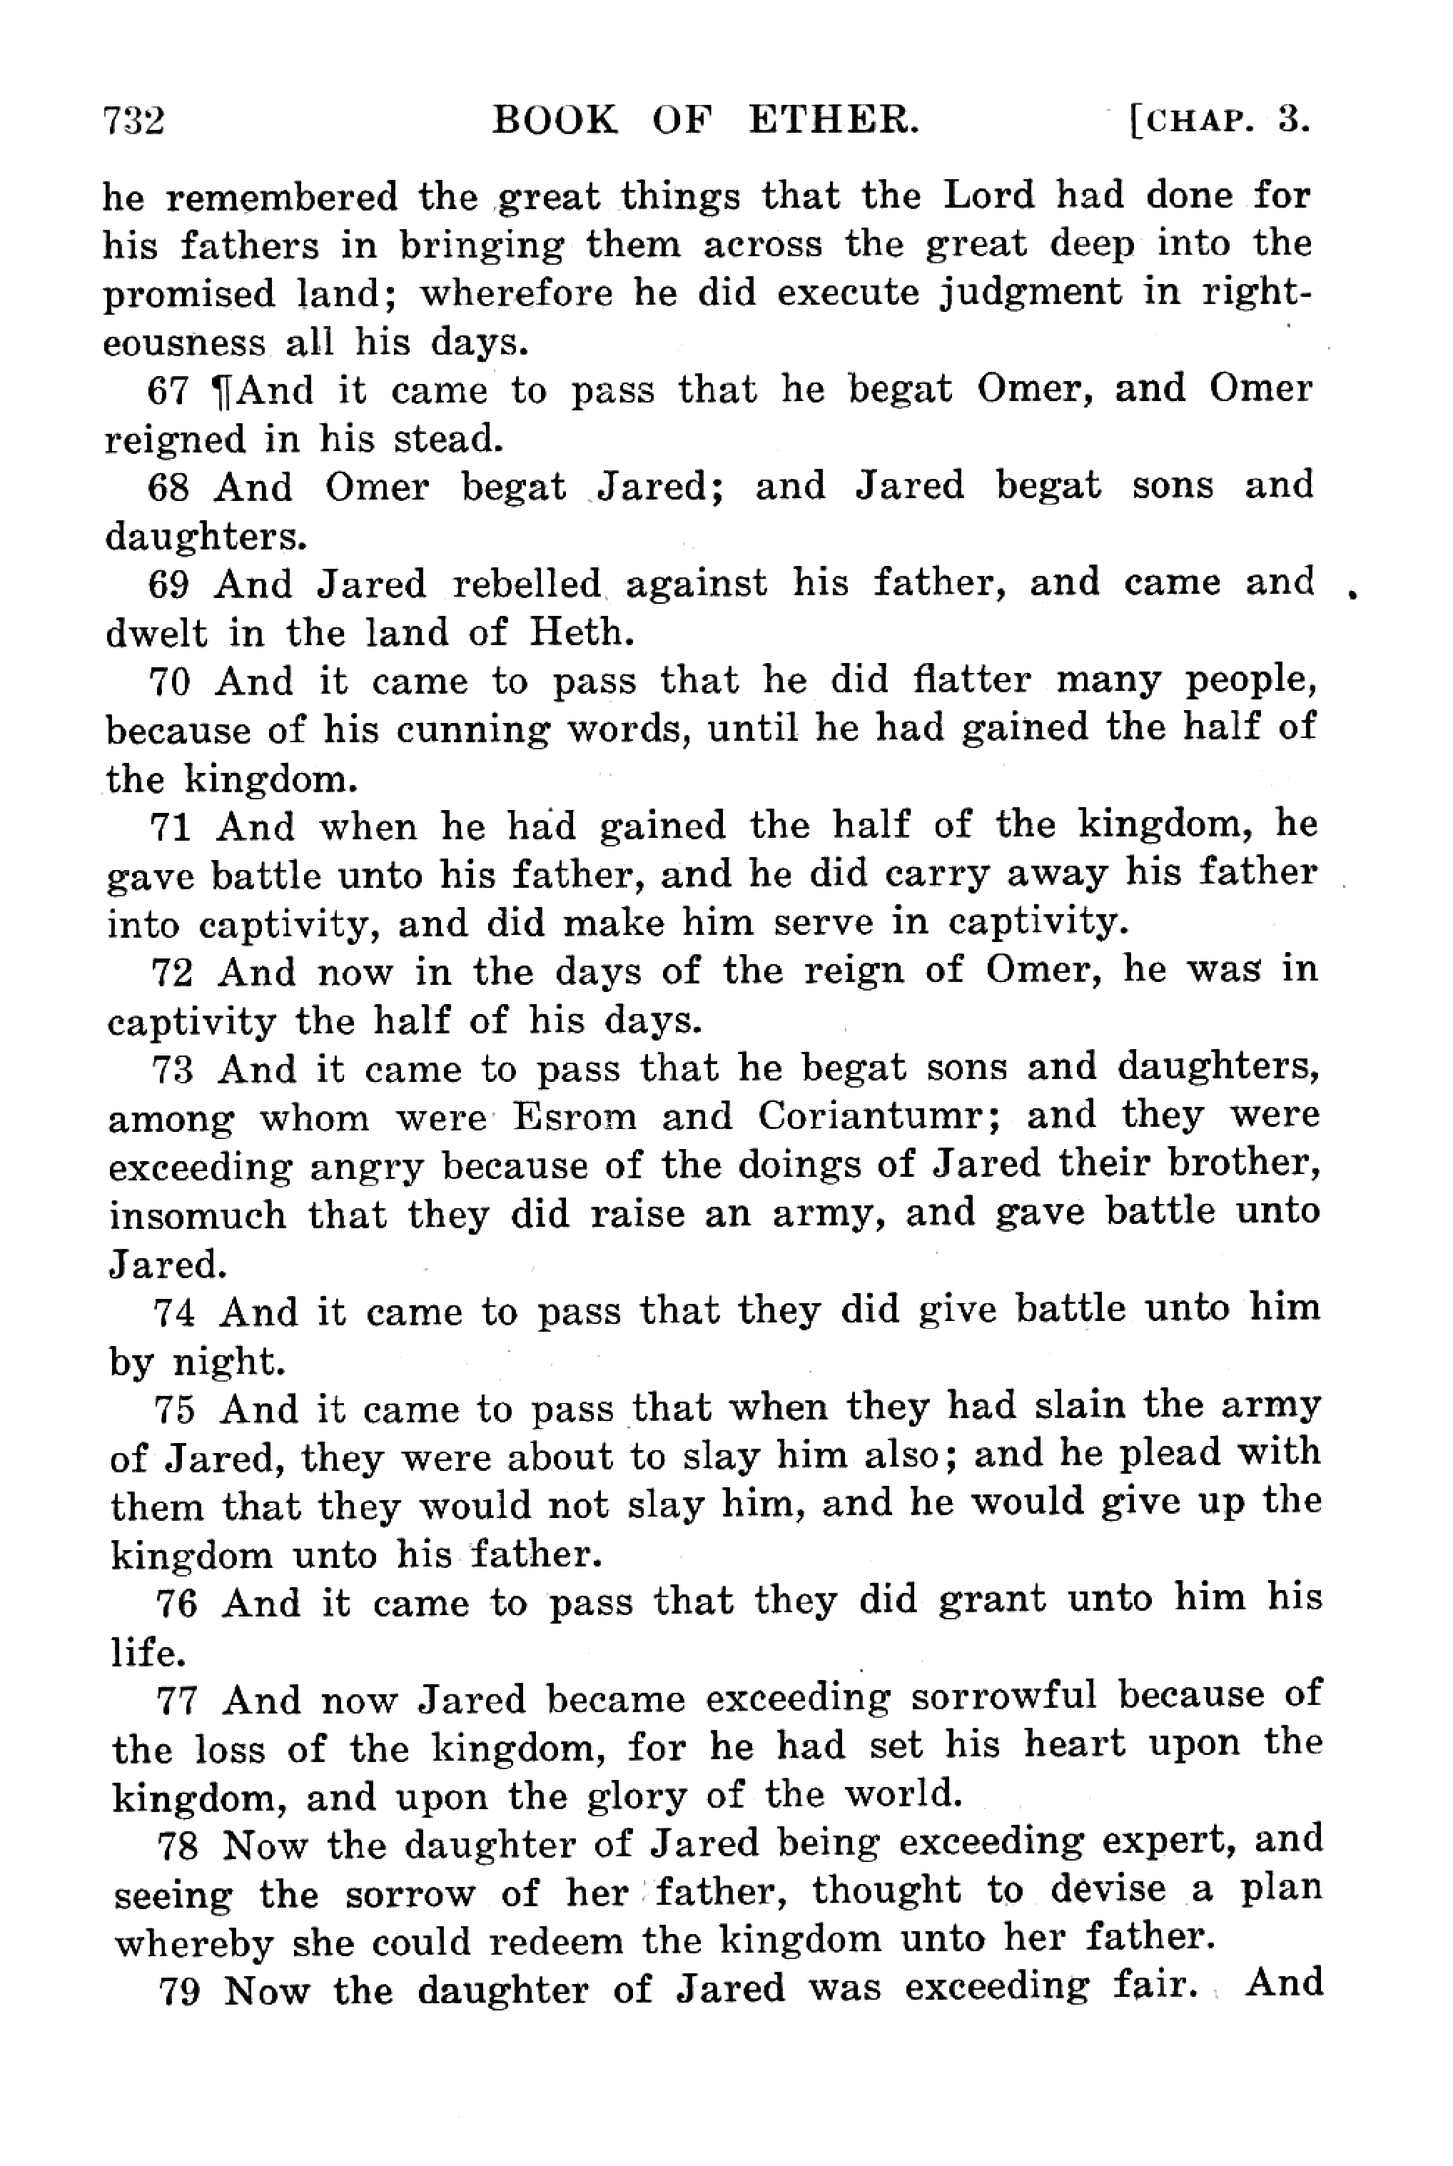 732 BOOK OF ETHER. [CHAP. 3.
he remembered the great things that the Lord had done for
his fathers in bringing them across the great deep into the
promised land; wherefore he did execute judgment in right-
eousness all his days.
67 ¶And it came to pass that he begat Omer, and Omer
reigned in his stead.
68 And Omer begat Jared; and Jared begat sons and
daughters.
69 And Jared rebelled against his father, and came and
dwelt in the land of Heth.
70 And it came to pass that he did flatter many people,
because of his cunning words, until he had gained the half of
the kingdom.
71 And when he had gained the half of the kingdom, he
gave battle unto his father, and he did carry away his father
into captivity, and did make him serve in captivity.
72 And now in the days of the reign of Omer, he was in
captivity the half of his days.
73 And it came to pass that he begat sons and daughters,
among whom were Esrom and Coriantumr; and they were
exceeding angry because of the doings of Jared their brother,
insomuch that they did raise an army, and gave battle unto
Jared.
74 And it came to pass that they did give battle unto him
by night.
75 And it came to pass that when they had slain the army
of Jared, they were about to slay him also; and he plead with
them that they would not slay him, and he would give up the
kingdom unto his father.
76 And it came to pass that they did grant unto him his
life.
77 And now Jared became exceeding sorrowful because of
the loss of the kingdom, for he had set his heart upon the
kingdom, and upon the glory of the world.
78 Now the daughter of Jared being exceeding expert, and
seeing the sorrow of her father, thought to devise a plan
whereby she could redeem the kingdom unto her father.
79 Now the daughter of Jared was exceeding fair. And